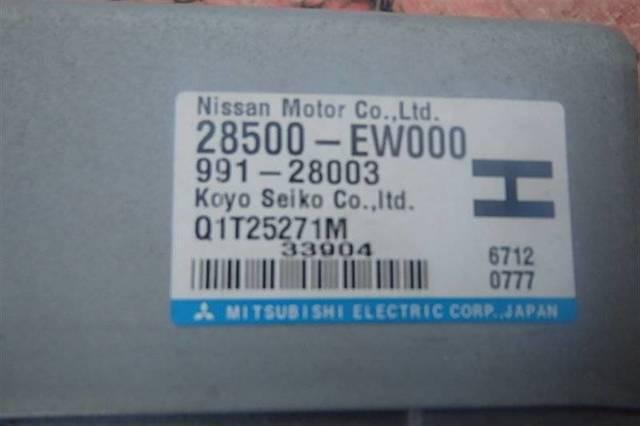 Nissan Motor Co.,Ltd.
28500-EW000
991-28003
Koyo Seiko Co.,ltd.
H
Q1T25271M
33904
6712
0777
MITSUBISHI ELECTRIC CORP.,JAPAN